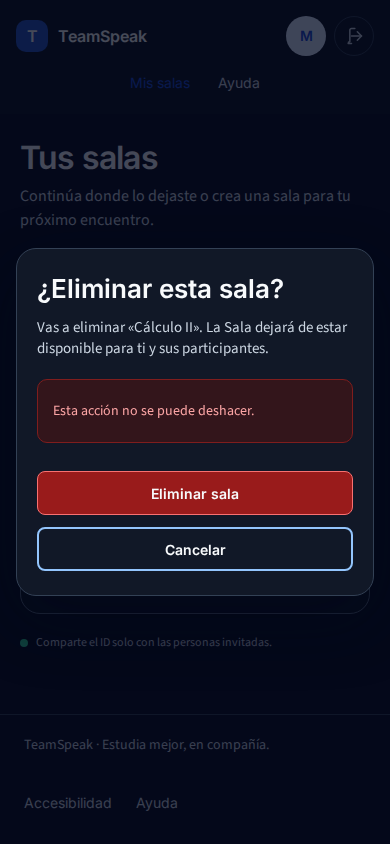 T TeamSpeak M
Mis salas Ayuda
Tus salas
Continúa donde lo dejaste o crea una sala para tu
próximo encuentro.
¿Eliminar esta sala?
Vas a eliminar «Cálculo II». La Sala dejará de estar
disponible para ti y sus participantes.
Esta acción no se puede deshacer.
Eliminar sala
Cancelar
Comparte el ID solo con las personas invitadas.
TeamSpeak · Estudia mejor, en compañía.
Accesibilidad Ayuda